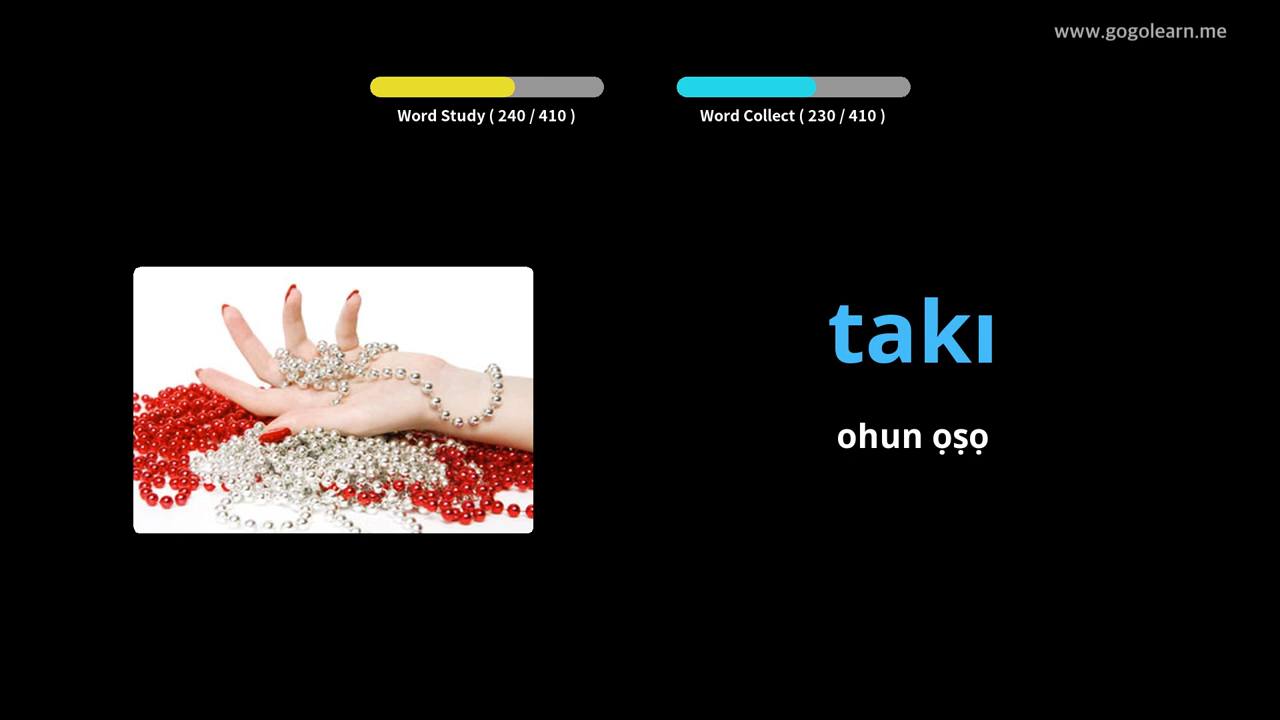 www.gogolearn.me
Word Study ( 240 / 410 )
Word Collect ( 230 / 410 )
takı
ohun ọṣọ